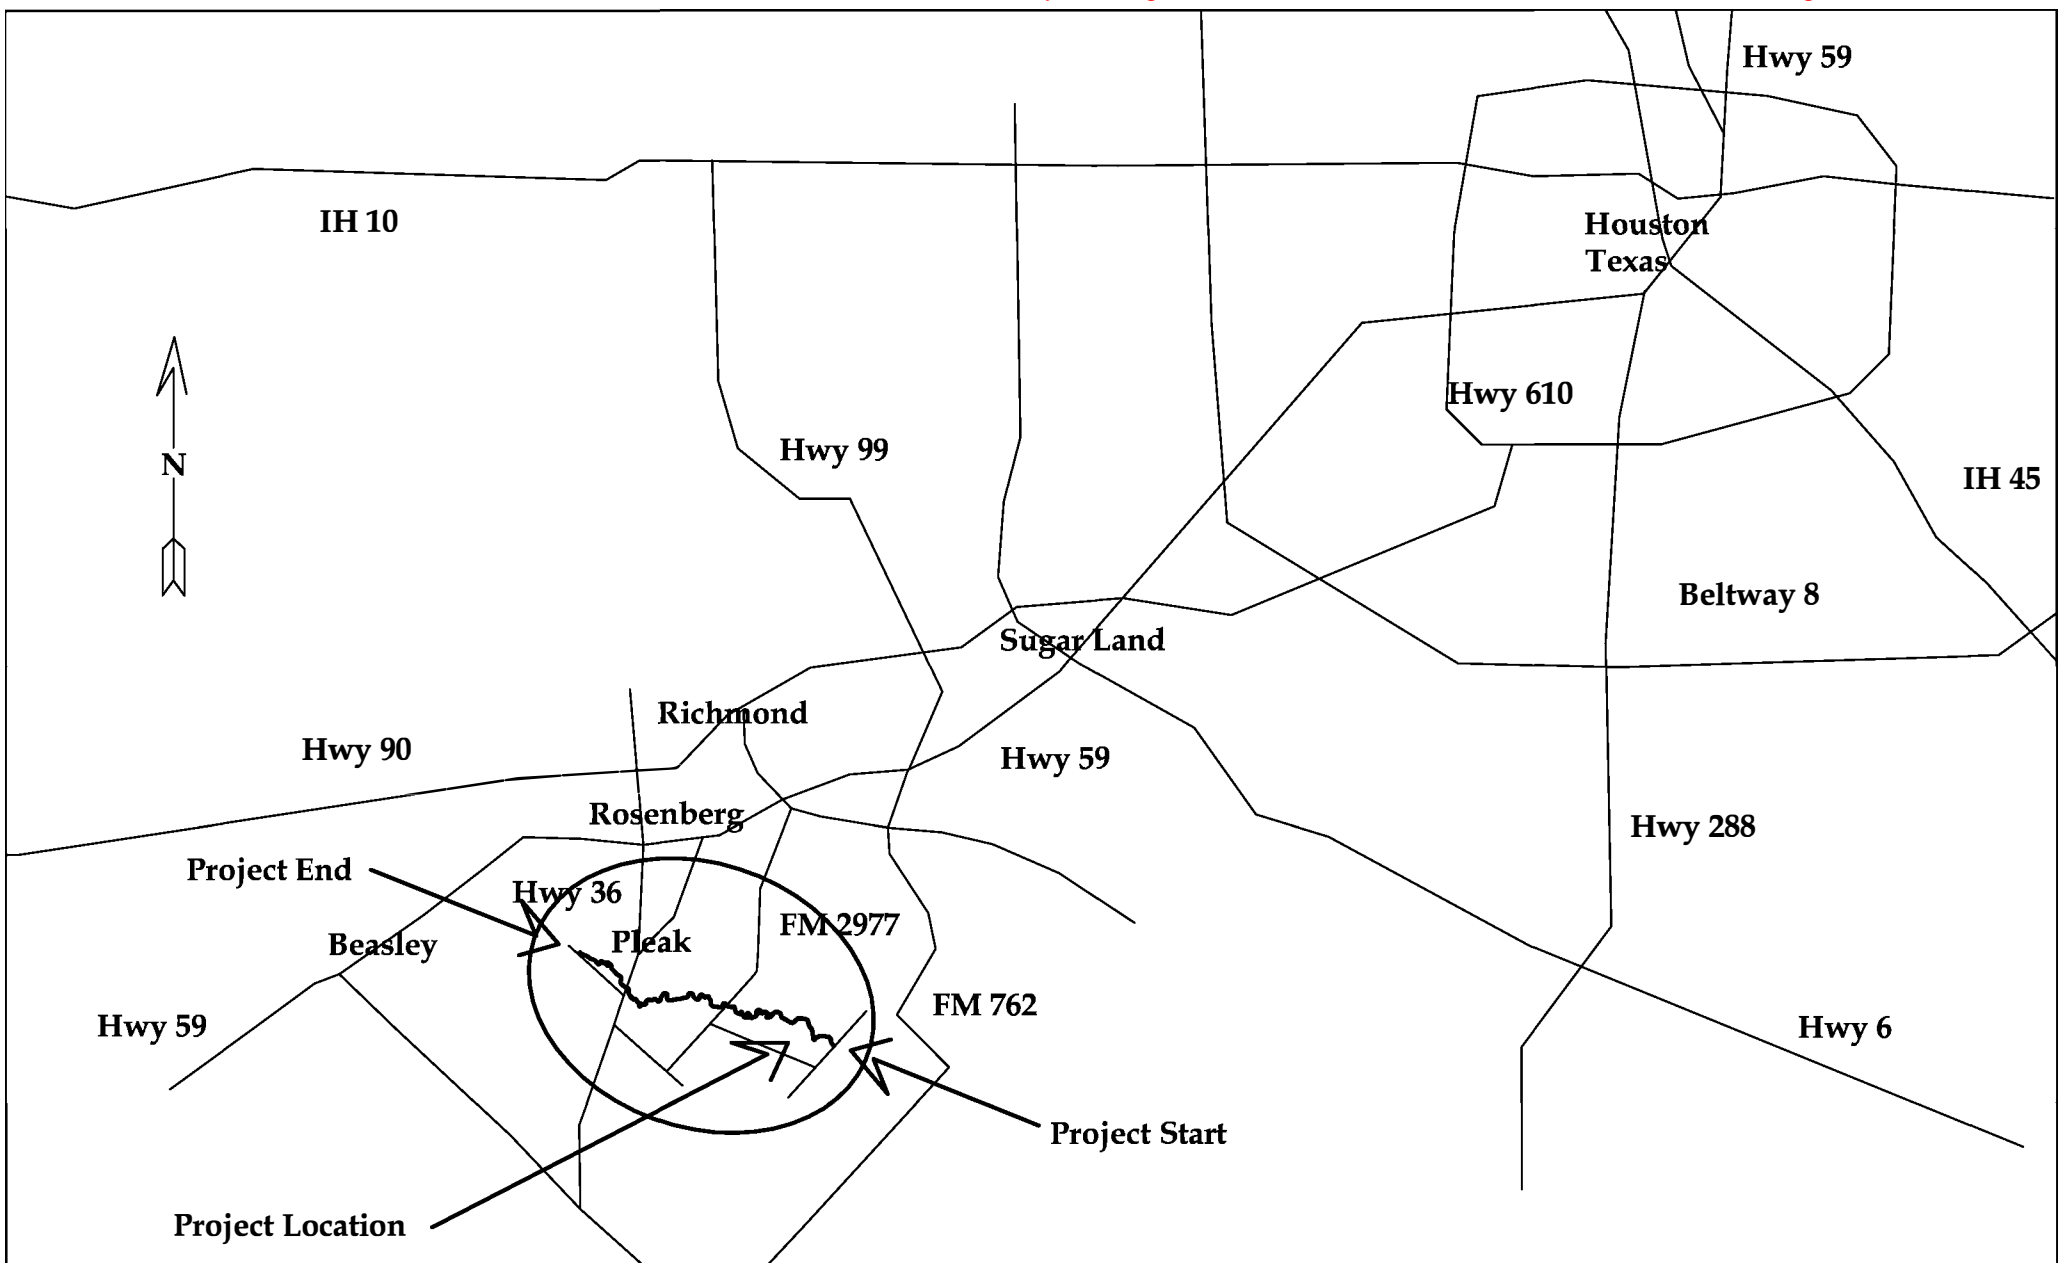 Hwy 59
IH 10
Houston
Texas
Hwy 610
Hwy 99
N
IH 45
Beltway 8
Sugar Land
Richmond
Hwy 90
Hwy 59
Rosenberg
Hwy 288
Project End
Hwy 36
FM 2977
Pleak
Beasley
FM 762
Hwy 59
Hwy 6
Project Start
Project Location